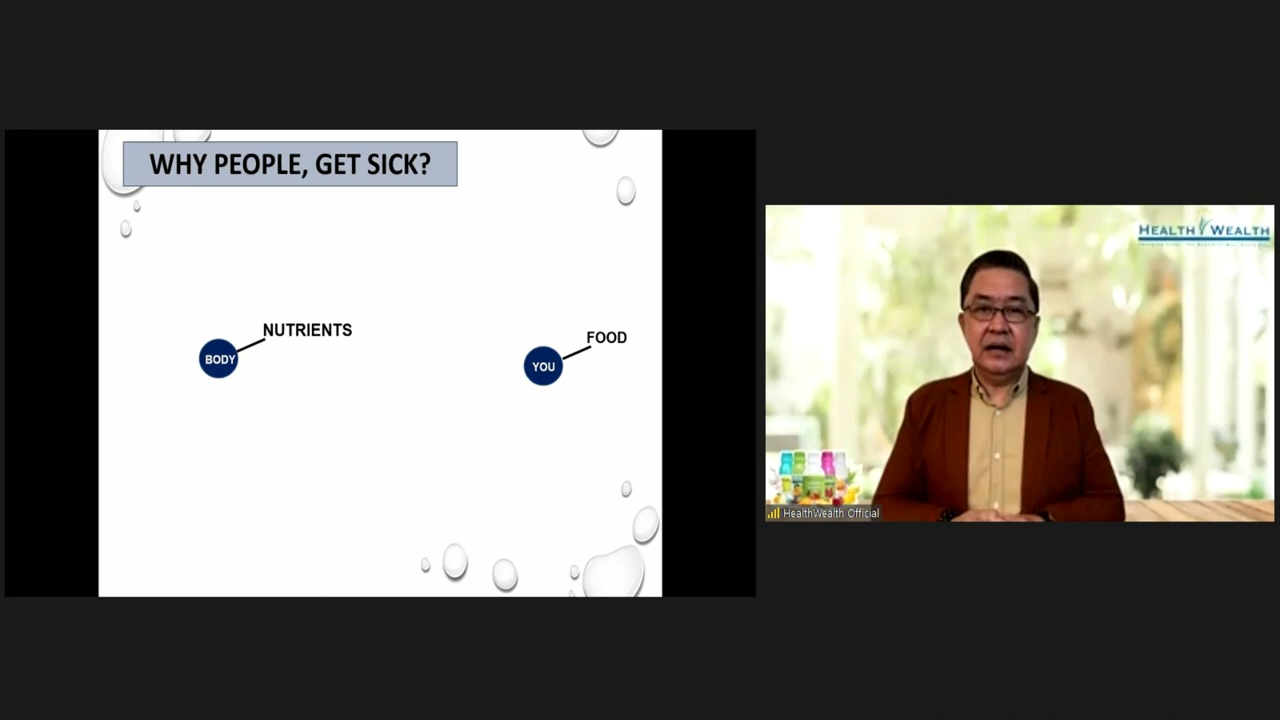 WHY PEOPLE, GET SICK?
NUTRIENTS
BODY
FOOD
YOU
HEALTH WEALTH
HealthWealth Official